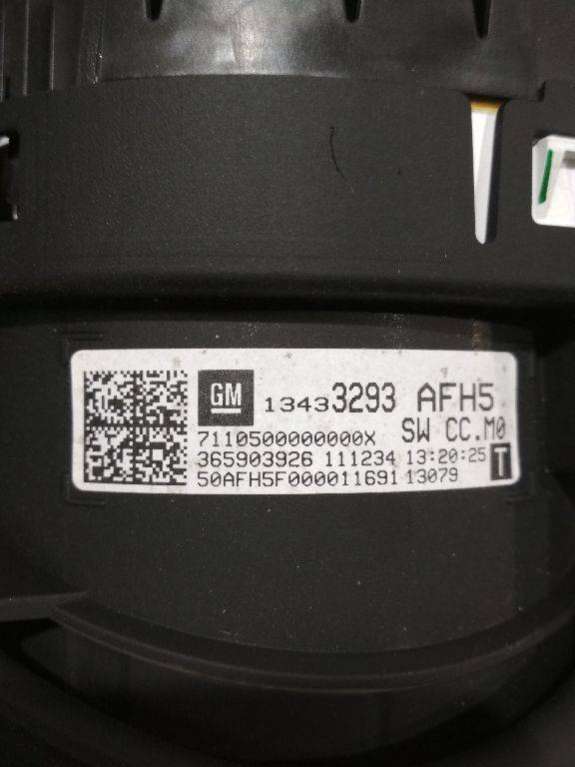 GM 13433293 AFH5
7110500000000X SW CC.M0
365903926 111234 13:20:25 T
50AFH5F000011691 13079